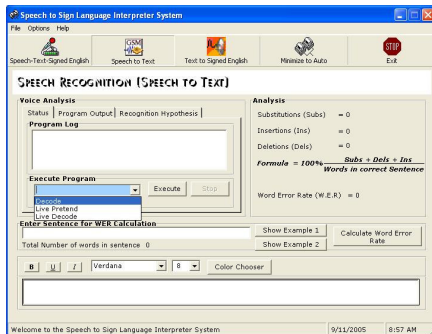 Speech to Sign Language Interpreter System
File Options Help
Speech-Text-Signed English
GSM
Speech to Text
Text to Signed English
Minimize to Auto
STOP
Exit
SPEECH RECOGNITION (SPEECH TO TEXT)
Voice Analysis
Status Program Output Recognition Hypothesis
Program Log
Execute Program
Execute Stop
Decode
Live Pretend
Live Decode
Analysis
Substitutions (Subs) = 0
Insertions (Ins) = 0
Deletions (Dels) = 0
Formula = 100% Subs + Dels + Ins
Words in correct Sentence
Word Error Rate (W.E.R) = 0
Enter Sentence for WER Calculation
Total Number of words in sentence 0
Show Example 1
Show Example 2
Calculate Word Error
Rate
B U I Verdana 8 Color Chooser
Welcome to the Speech to Sign Language Interpreter System 9/11/2005 8:57 AM